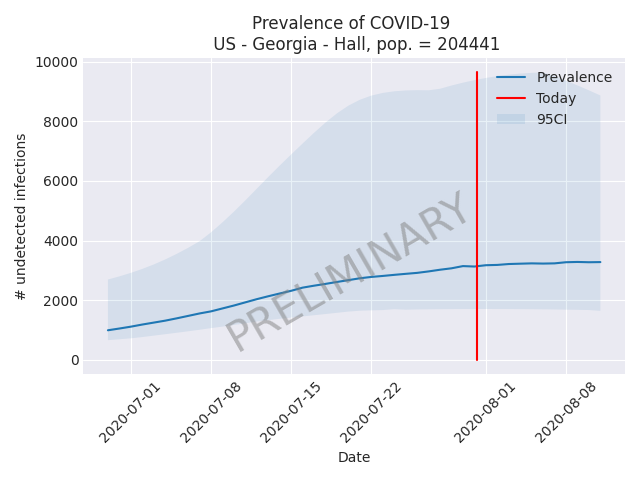 Prevalence of COVID-19
US - Georgia - Hall, pop. = 204441
10000
8000
6000
4000
2000
0
# undetected infections
Prevalence
Today
95CI
PRELIMINARY
2020-07-01
2020-07-08
2020-07-15
2020-07-22
2020-08-01
2020-08-08
Date